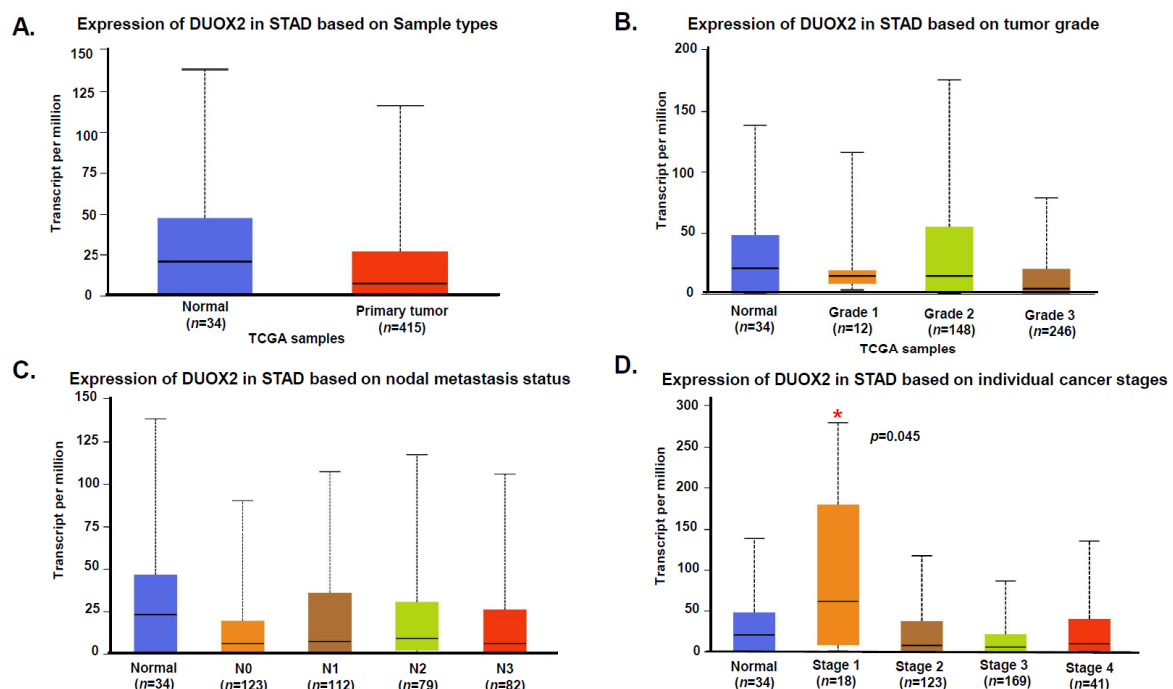 A.
Expression of DUOX2 in STAD based on Sample types
Transcript per million
150
125
100
75
50
25
0
Normal
(n=34)
Primary tumor
(n=415)
TCGA samples
B.
Expression of DUOX2 in STAD based on tumor grade
Transcript per million
200
150
100
50
0
Normal
(n=34)
Grade 1
(n=12)
Grade 2
(n=148)
Grade 3
(n=246)
TCGA samples
C.
Expression of DUOX2 in STAD based on nodal metastasis status
Transcript per million
150
125
100
75
50
25
0
Normal
(n=34)
N0
(n=123)
N1
(n=112)
N2
(n=79)
N3
(n=82)
D.
Expression of DUOX2 in STAD based on individual cancer stages
Transcript per million
300
250
200
150
100
50
0
*
p=0.045
Normal
(n=34)
Stage 1
(n=18)
Stage 2
(n=123)
Stage 3
(n=169)
Stage 4
(n=41)